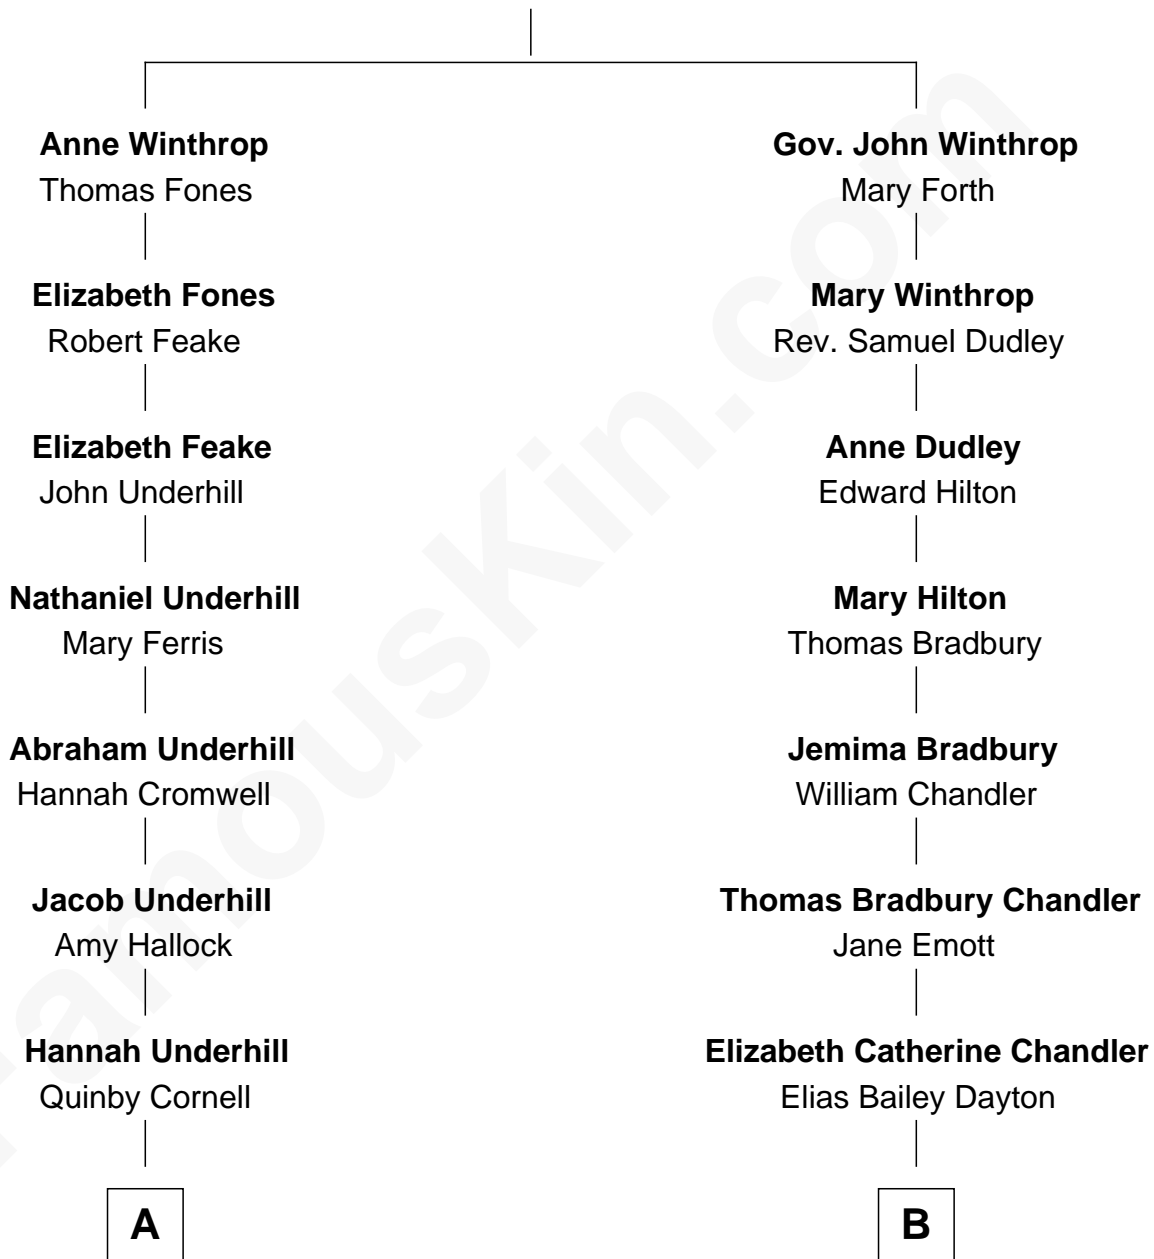 Anne Winthrop
Thomas Fones
Gov. John Winthrop
Mary Forth
Elizabeth Fones
Robert Feake
Mary Winthrop
Rev. Samuel Dudley
Elizabeth Feake
John Underhill
Anne Dudley
Edward Hilton
Nathaniel Underhill
Mary Ferris
Mary Hilton
Thomas Bradbury
Abraham Underhill
Hannah Cromwell
Jemima Bradbury
William Chandler
Jacob Underhill
Amy Hallock
Thomas Bradbury Chandler
Jane Emott
Hannah Underhill
Quinby Cornell
Elizabeth Catherine Chandler
Elias Bailey Dayton
A
B
FamousKin.com